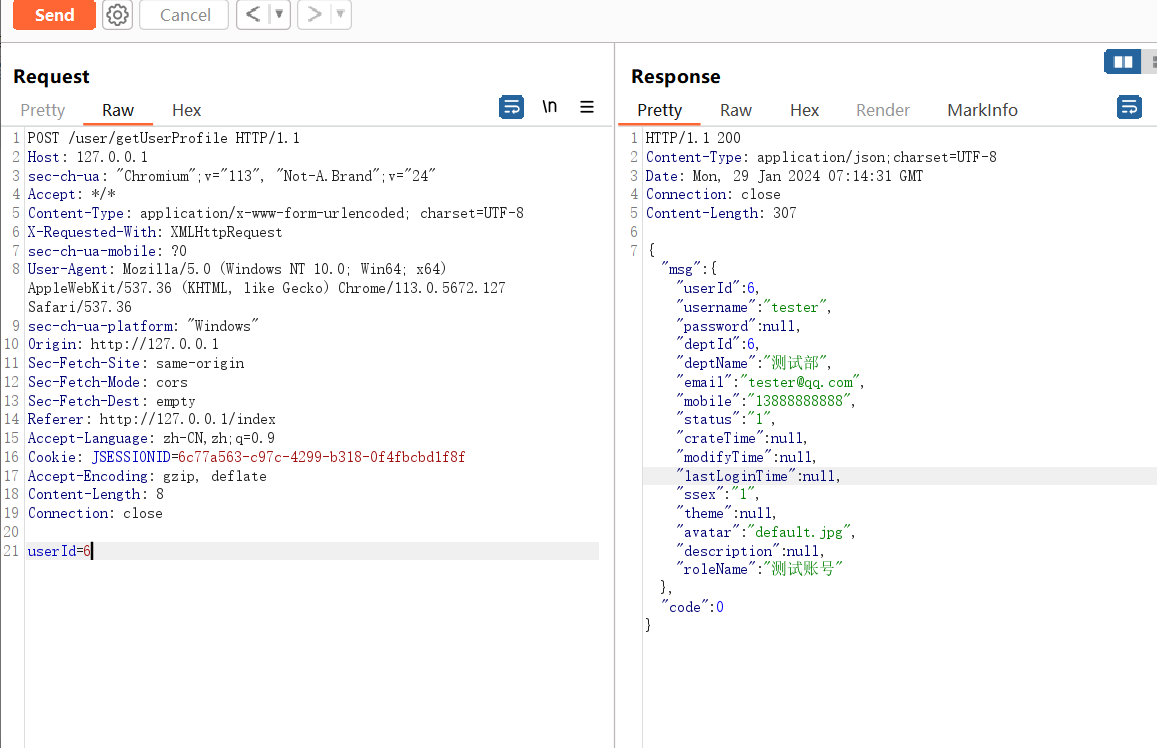 Send
Cancel
< ▼
> ▼
Request
Pretty Raw Hex
\n
1 POST /user/getUserProfile HTTP/1.1
2 Host: 127.0.0.1
3 sec-ch-ua: "Chromium";v="113", "Not-A.Brand";v="24"
4 Accept: */*
5 Content-Type: application/x-www-form-urlencoded; charset=UTF-8
6 X-Requested-With: XMLHttpRequest
7 sec-ch-ua-mobile: ?0
8 User-Agent: Mozilla/5.0 (Windows NT 10.0; Win64; x64)
AppleWebKit/537.36 (KHTML, like Gecko) Chrome/113.0.5672.127
Safari/537.36
9 sec-ch-ua-platform: "Windows"
10 Origin: http://127.0.0.1
11 Sec-Fetch-Site: same-origin
12 Sec-Fetch-Mode: cors
13 Sec-Fetch-Dest: empty
14 Referer: http://127.0.0.1/index
15 Accept-Language: zh-CN,zh;q=0.9
16 Cookie: JSESSIONID=6c77a563-c97c-4299-b318-0f4fbcbd1f8f
17 Accept-Encoding: gzip, deflate
18 Content-Length: 8
19 Connection: close
20
21 userId=6
Response
Pretty Raw Hex Render MarkInfo
1 HTTP/1.1 200
2 Content-Type: application/json;charset=UTF-8
3 Date: Mon, 29 Jan 2024 07:14:31 GMT
4 Connection: close
5 Content-Length: 307
6
7 {
"msg":{
"userId":6,
"username":"tester",
"password":null,
"deptId":6,
"deptName":"测试部",
"email":"tester@qq.com",
"mobile":"13888888888",
"status":"1",
"crateTime":null,
"modifyTime":null,
"lastLoginTime":null,
"ssex":"1",
"theme":null,
"avatar":"default.jpg",
"description":null,
"roleName":"测试账号"
},
"code":0
}